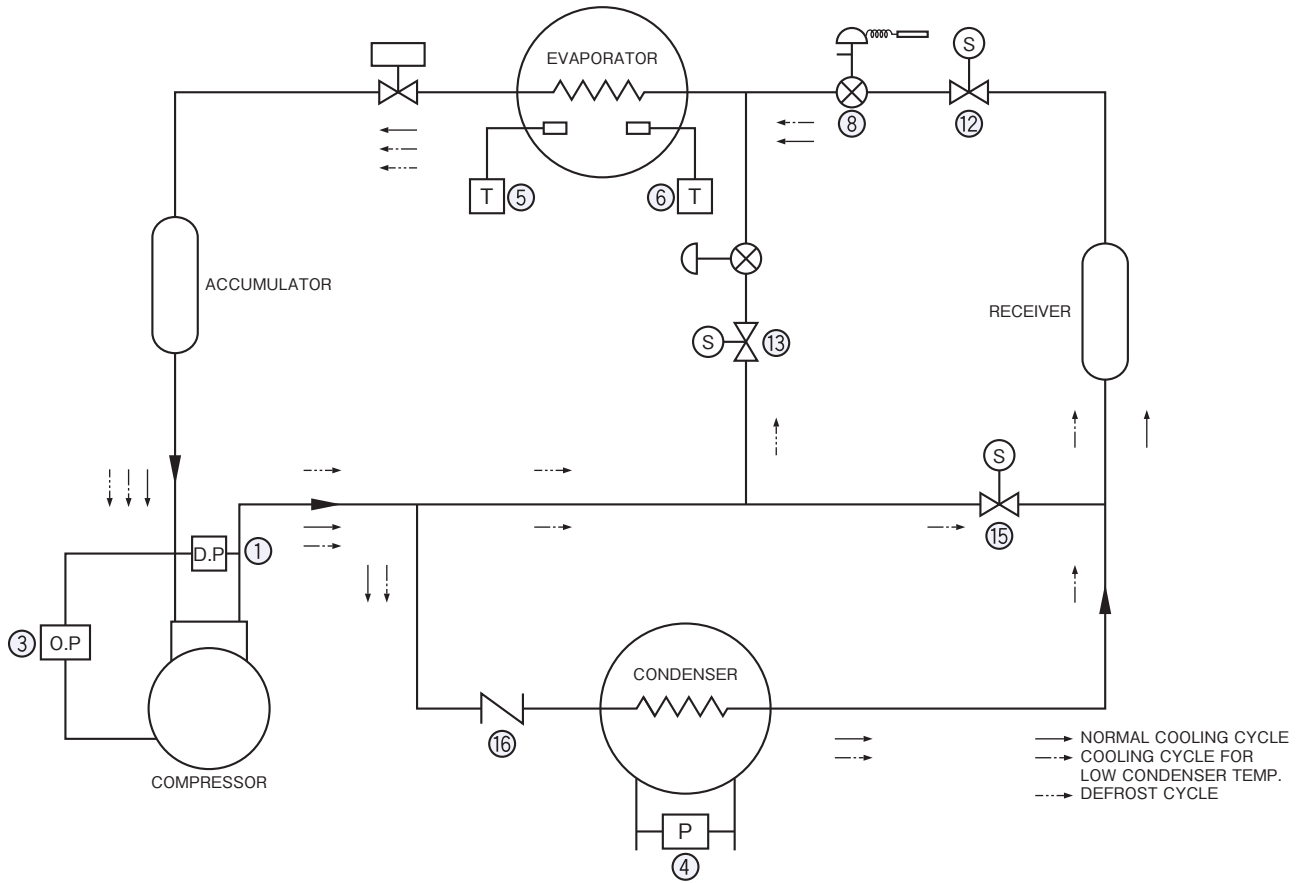 S
EVAPORATOR
8
12
T
5
6
T
ACCUMULATOR
RECEIVER
S
13
S
15
D.P
1
3
O.P
CONDENSER
16
NORMAL COOLING CYCLE
COOLING CYCLE FOR
LOW CONDENSER TEMP.
DEFROST CYCLE
COMPRESSOR
P
4